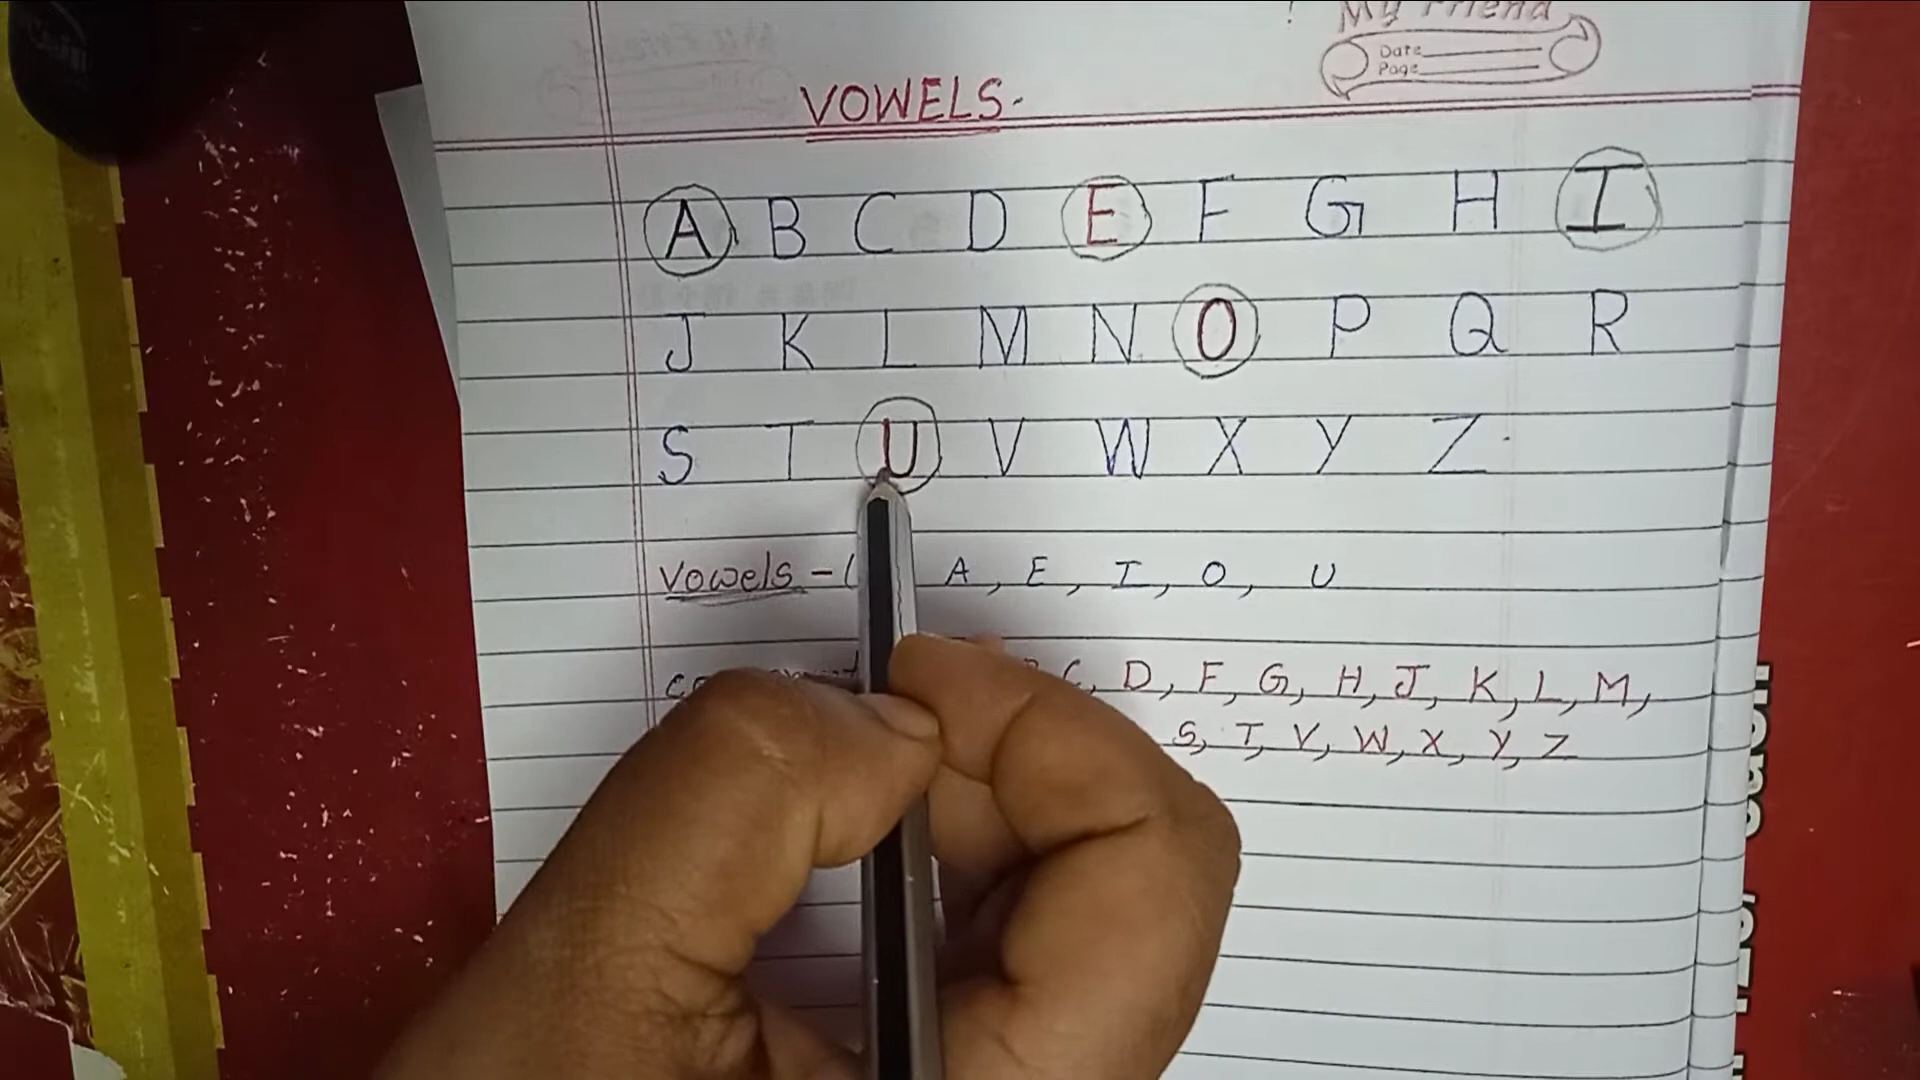 My Friend
Date
Page
VOWELS.
A B C D E F G H I
J K L M N O P Q R
S T U V W X Y Z
Vowels - ( A, E, I, O, U
C, D, F, G, H, J, K, L, M,
S, T, V, W, X, Y, Z